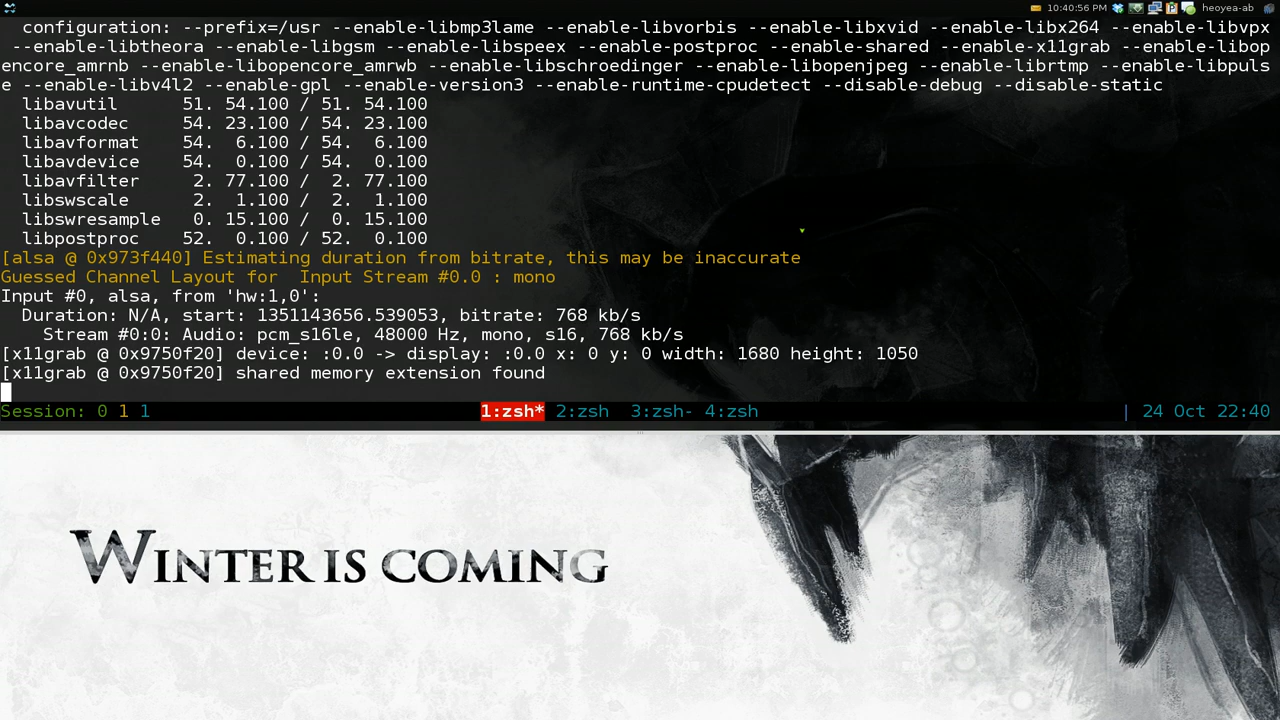 10:40:56 PM heoyea-ab
configuration: --prefix=/usr --enable-libmp3lame --enable-libvorbis --enable-libxvid --enable-libx264 --enable-libvpx
--enable-libtheora --enable-libgsm --enable-libspeex --enable-postproc --enable-shared --enable-x11grab --enable-libop
encore_amrnb --enable-libopencore_amrwb --enable-libschroedinger --enable-libopenjpeg --enable-librtmp --enable-libpuls
e --enable-libv4l2 --enable-gpl --enable-version3 --enable-runtime-cpudetect --disable-debug --disable-static
libavutil 51. 54.100 / 51. 54.100
libavcodec 54. 23.100 / 54. 23.100
libavformat 54. 6.100 / 54. 6.100
libavdevice 54. 0.100 / 54. 0.100
libavfilter 2. 77.100 / 2. 77.100
libswscale 2. 1.100 / 2. 1.100
libswresample 0. 15.100 / 0. 15.100
libpostproc 52. 0.100 / 52. 0.100
[alsa @ 0x973f440] Estimating duration from bitrate, this may be inaccurate
Guessed Channel Layout for Input Stream #0.0 : mono
Input #0, alsa, from 'hw:1,0':
Duration: N/A, start: 1351143656.539053, bitrate: 768 kb/s
Stream #0:0: Audio: pcm_s16le, 48000 Hz, mono, s16, 768 kb/s
[x11grab @ 0x9750f20] device: :0.0 -> display: :0.0 x: 0 y: 0 width: 1680 height: 1050
[x11grab @ 0x9750f20] shared memory extension found
Session: 0 1 1 1:zsh* 2:zsh 3:zsh- 4:zsh | 24 Oct 22:40
WINTER IS COMING